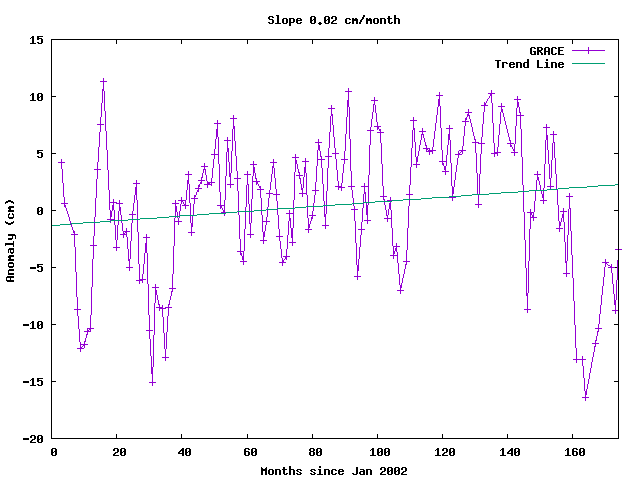 Slope 0.02 cm/month
GRACE
Trend Line
15
10
5
0
-5
-10
-15
-20
Anomaly (cm)
0 20 40 60 80 100 120 140 160
Months since Jan 2002